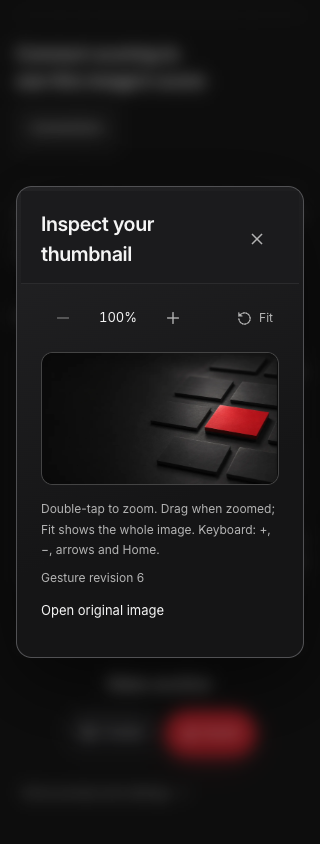 Inspect your
thumbnail
100%
Fit
Double-tap to zoom. Drag when zoomed;
Fit shows the whole image. Keyboard: +,
−, arrows and Home.
Gesture revision 6
Open original image